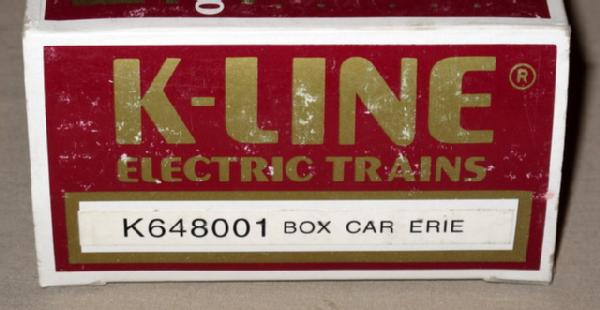 K-LINE®
ELECTRIC TRAINS
K648001 BOX CAR ERIE